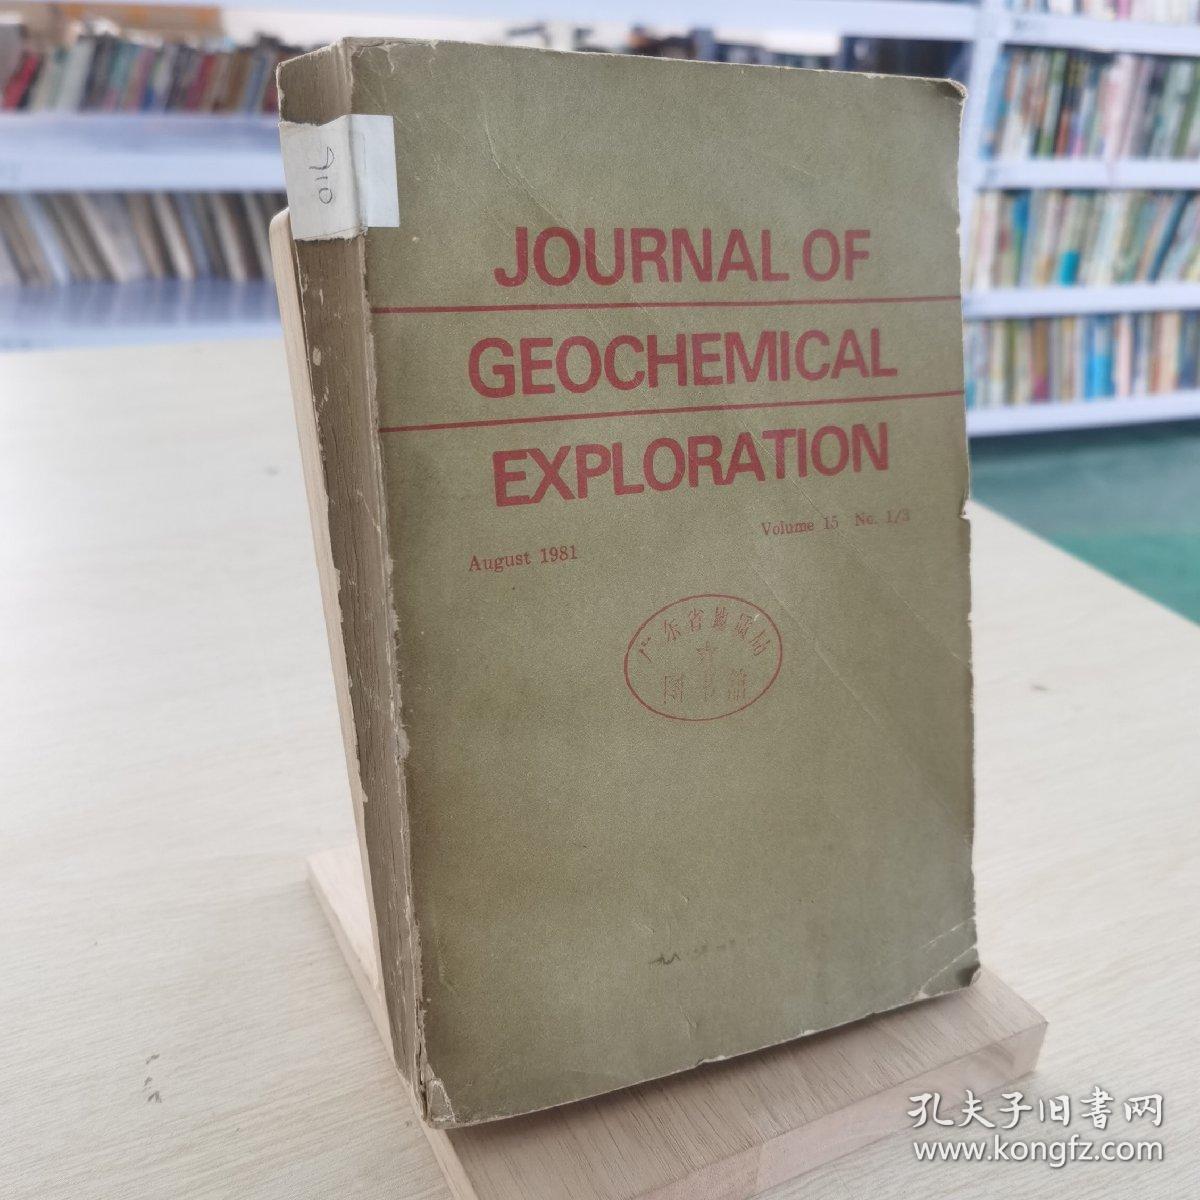 910
JOURNAL OF
GEOCHEMICAL
EXPLORATION
August 1981
Volume 15 No. 1/3
广东省地质局
图书馆
孔夫子旧書网
www.kongfz.com